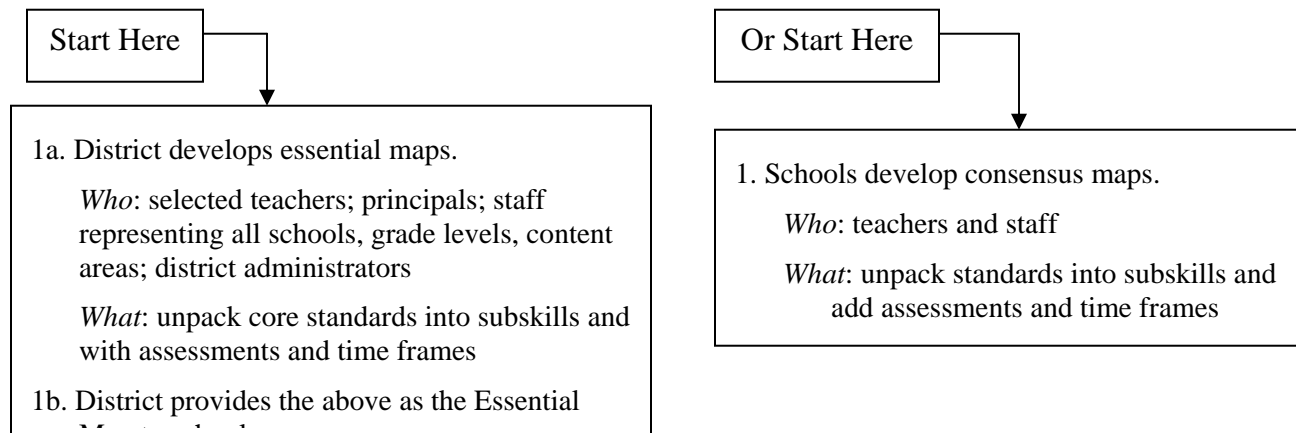 Start Here
1a. District develops essential maps.
Who: selected teachers; principals; staff
representing all schools, grade levels, content
areas; district administrators
What: unpack core standards into subskills and
with assessments and time frames
1b. District provides the above as the Essential
Or Start Here
1. Schools develop consensus maps.
Who: teachers and staff
What: unpack standards into subskills and
add assessments and time frames